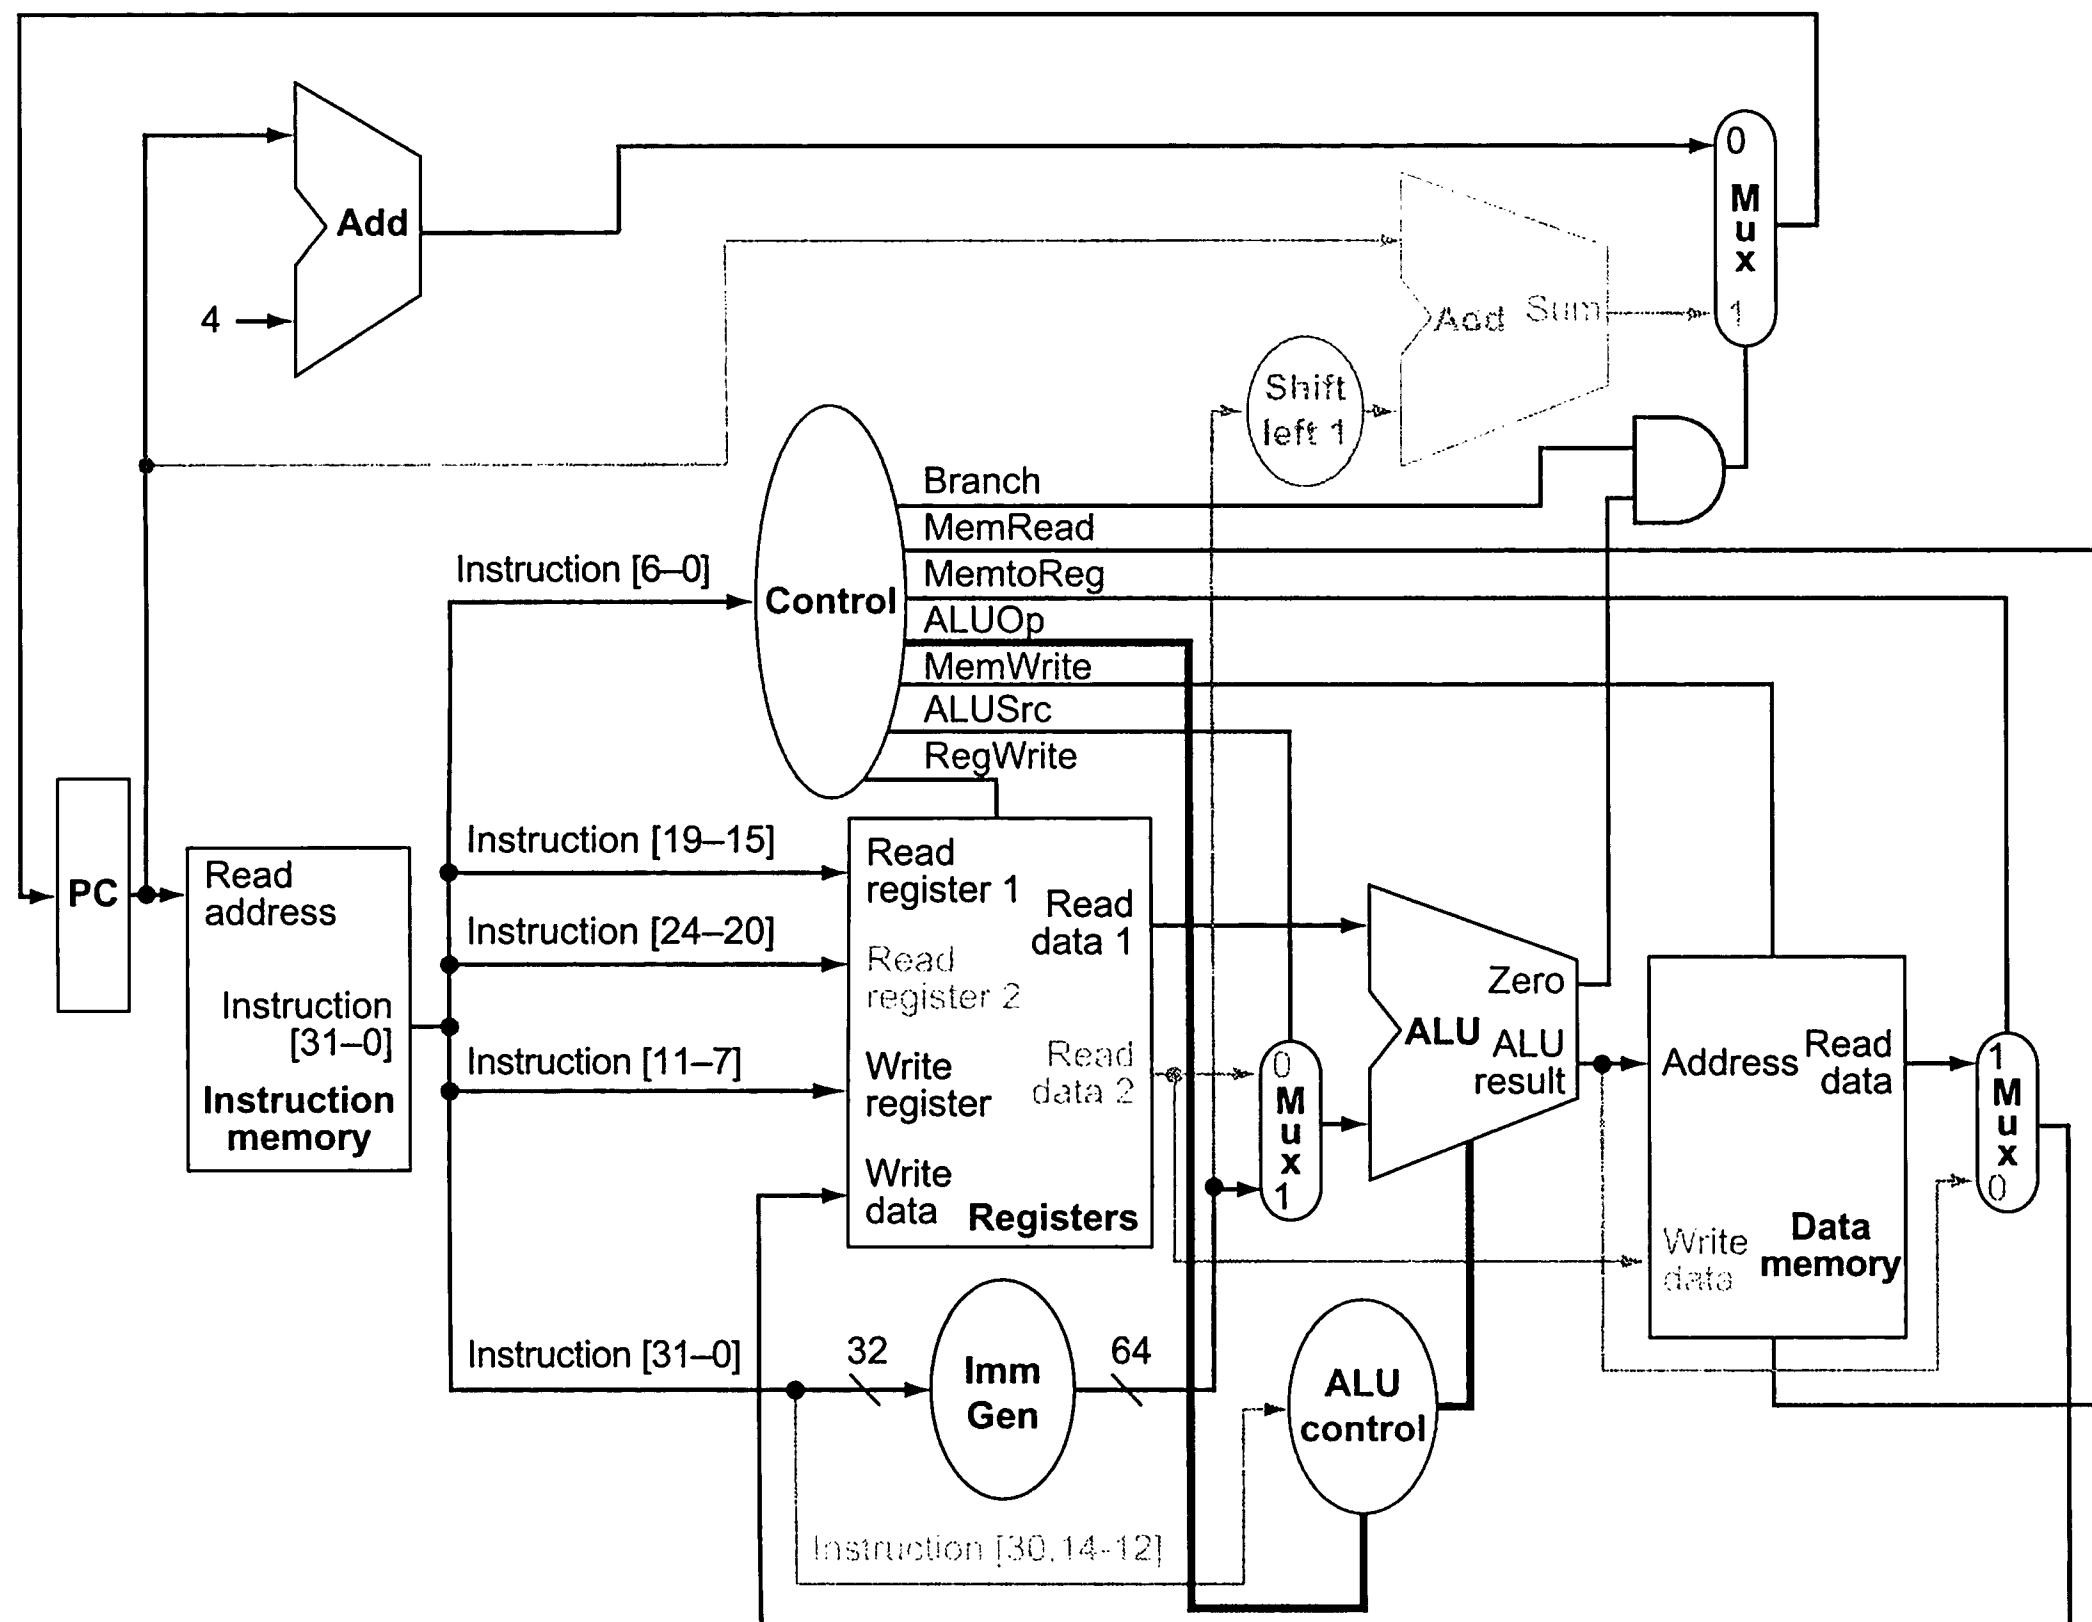 0
Mux
1
Add
4
Add Sum
Shift
left 1
Branch
MemRead
MemtoReg
ALUOp
MemWrite
ALUSrc
RegWrite
Instruction [6–0]
Control
Instruction [19–15]
Instruction [24–20]
Instruction [11–7]
Instruction [31–0]
PC
Read
address
Instruction
[31–0]
Instruction
memory
Read
register 1
Read
register 2
Write
register
Write
data
Read
data 1
Read
data 2
Registers
0
Mux
1
Zero
ALU
ALU
result
Address
Read
data
Write
data
Data
memory
1
Mux
0
32
Imm
Gen
64
ALU
control
Instruction [30,14-12]